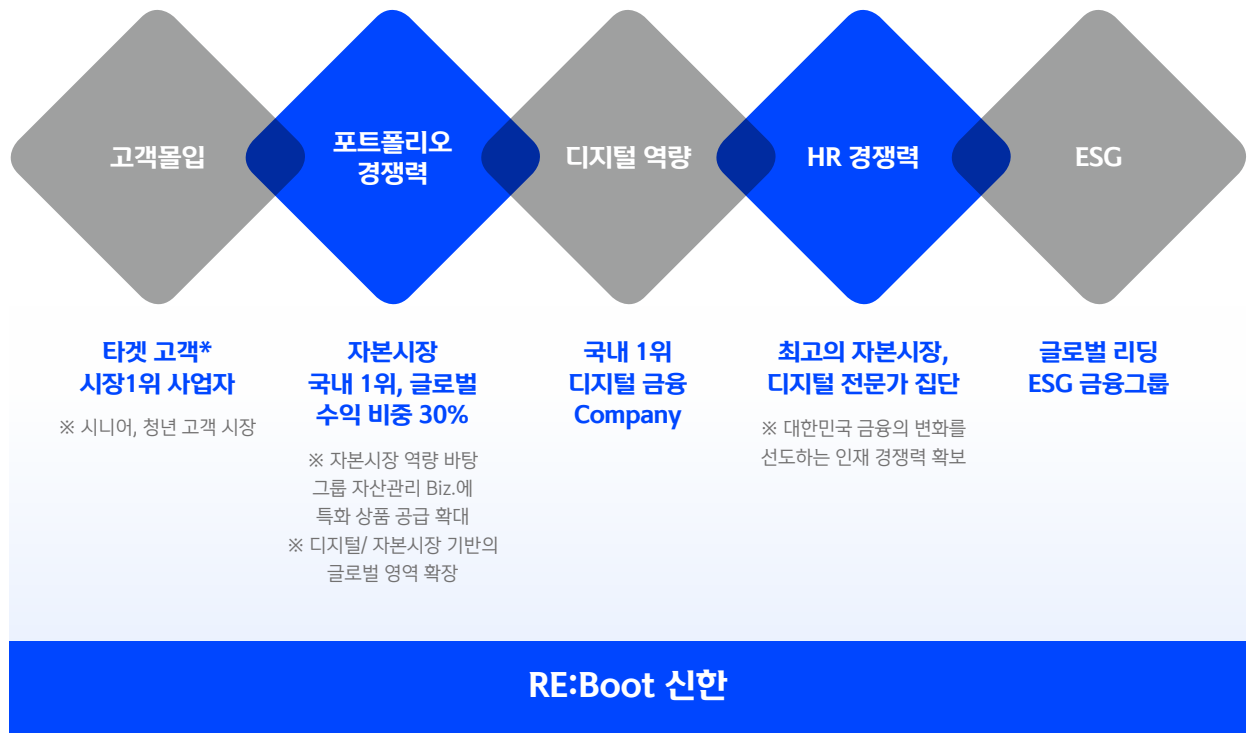 고객몰입
포트폴리오
경쟁력
디지털 역량
HR 경쟁력
ESG
타겟 고객*
시장1위 사업자
※ 시니어, 청년 고객 시장
자본시장
국내 1위, 글로벌
수익 비중 30%
※ 자본시장 역량 바탕
그룹 자산관리 Biz.에
특화 상품 공급 확대
※ 디지털/ 자본시장 기반의
글로벌 영역 확장
국내 1위
디지털 금융
Company
최고의 자본시장,
디지털 전문가 집단
※ 대한민국 금융의 변화를
선도하는 인재 경쟁력 확보
글로벌 리딩
ESG 금융그룹
RE:Boot 신한